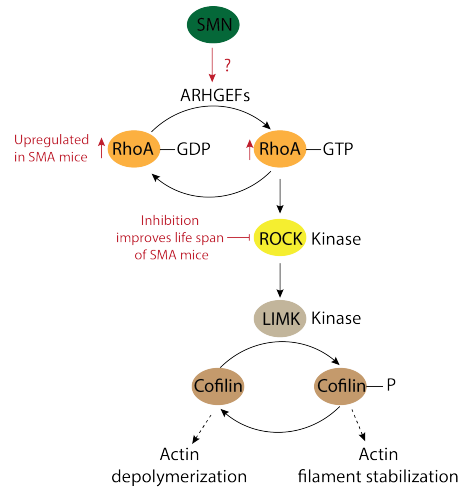 SMN
?
ARHGEFs
Upregulated
in SMA mice
RhoA GDP
RhoA GTP
Inhibition
improves life span
of SMA mice
ROCK Kinase
LIMK Kinase
Cofilin
Cofilin P
Actin
depolymerization
Actin
filament stabilization